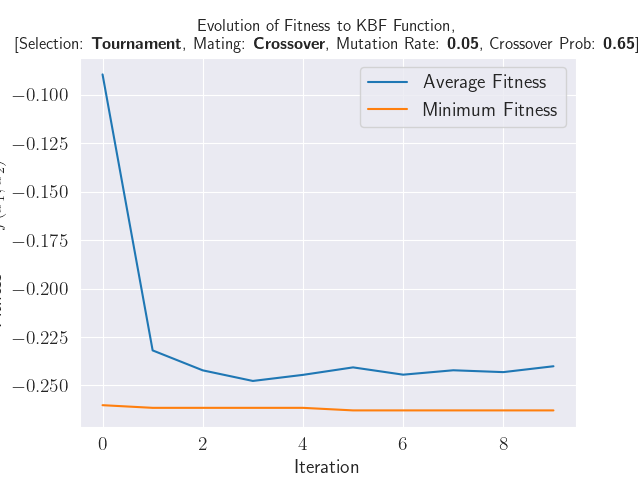 Evolution of Fitness to KBF Function,
[Selection: Tournament, Mating: Crossover, Mutation Rate: 0.05, Crossover Prob: 0.65]
Average Fitness
Minimum Fitness
−0.100
−0.125
−0.150
−0.175
−0.200
−0.225
−0.250
0 2 4 6 8
Iteration